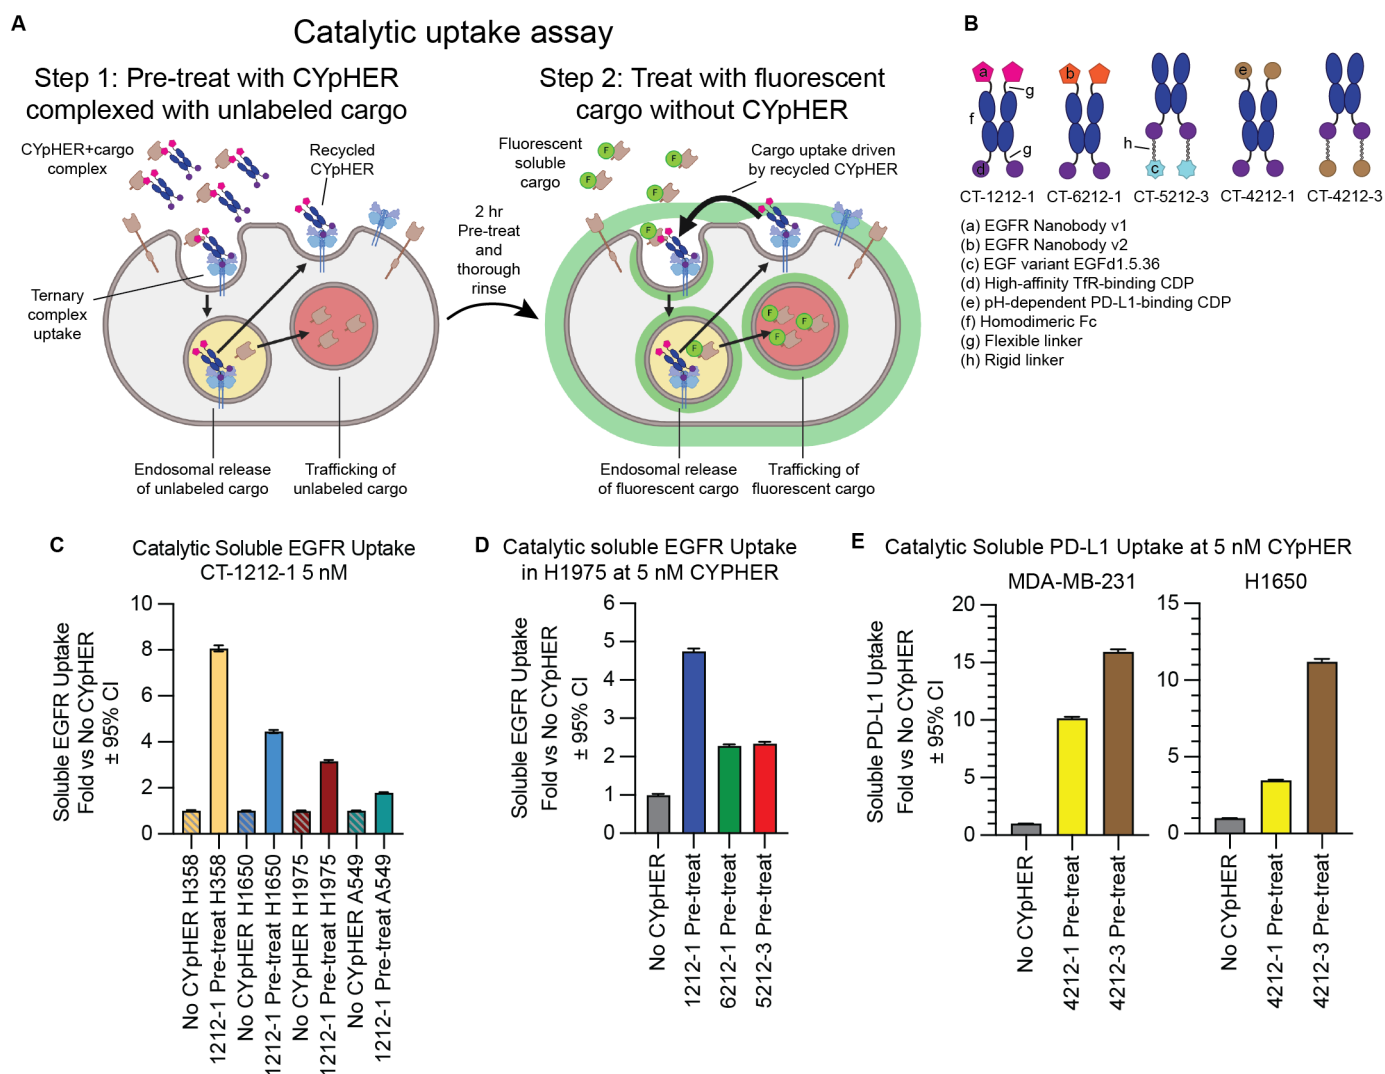 A
Catalytic uptake assay
Step 1: Pre-treat with CYpHER
complexed with unlabeled cargo
Step 2: Treat with fluorescent
cargo without CYpHER
CYpHER+cargo
complex
Recycled
CYpHER
Ternary
complex
uptake
2 hr
Pre-treat
and
thorough
rinse
Fluorescent
soluble
cargo
Cargo uptake driven
by recycled CYpHER
F
F
F
F
F
F
F
F
F
Endosomal release
of unlabeled cargo
Trafficking of
unlabeled cargo
Endosomal release
of fluorescent cargo
Trafficking of
fluorescent cargo
B
a
b
e
g
f
h
g
d
c
CT-1212-1
CT-6212-1
CT-5212-3
CT-4212-1
CT-4212-3
(a) EGFR Nanobody v1
(b) EGFR Nanobody v2
(c) EGF variant EGFd1.5.36
(d) High-affinity TfR-binding CDP
(e) pH-dependent PD-L1-binding CDP
(f) Homodimeric Fc
(g) Flexible linker
(h) Rigid linker
C
Catalytic Soluble EGFR Uptake
CT-1212-1 5 nM
Soluble EGFR Uptake
Fold vs No CYpHER
± 95% CI
10
8
6
4
2
0
No CYpHER H358
1212-1 Pre-treat H358
No CYpHER H1650
1212-1 Pre-treat H1650
No CYpHER H1975
1212-1 Pre-treat H1975
No CYpHER A549
1212-1 Pre-treat A549
D
Catalytic soluble EGFR Uptake
in H1975 at 5 nM CYPHER
Soluble EGFR Uptake
Fold vs No CYpHER
± 95% CI
6
5
4
3
2
1
0
No CYpHER
1212-1 Pre-treat
6212-1 Pre-treat
5212-3 Pre-treat
E
Catalytic Soluble PD-L1 Uptake at 5 nM CYpHER
MDA-MB-231
Soluble PD-L1 Uptake
Fold vs No CYpHER
± 95% CI
20
15
10
5
0
No CYpHER
4212-1 Pre-treat
4212-3 Pre-treat
H1650
15
10
5
0
No CYpHER
4212-1 Pre-treat
4212-3 Pre-treat